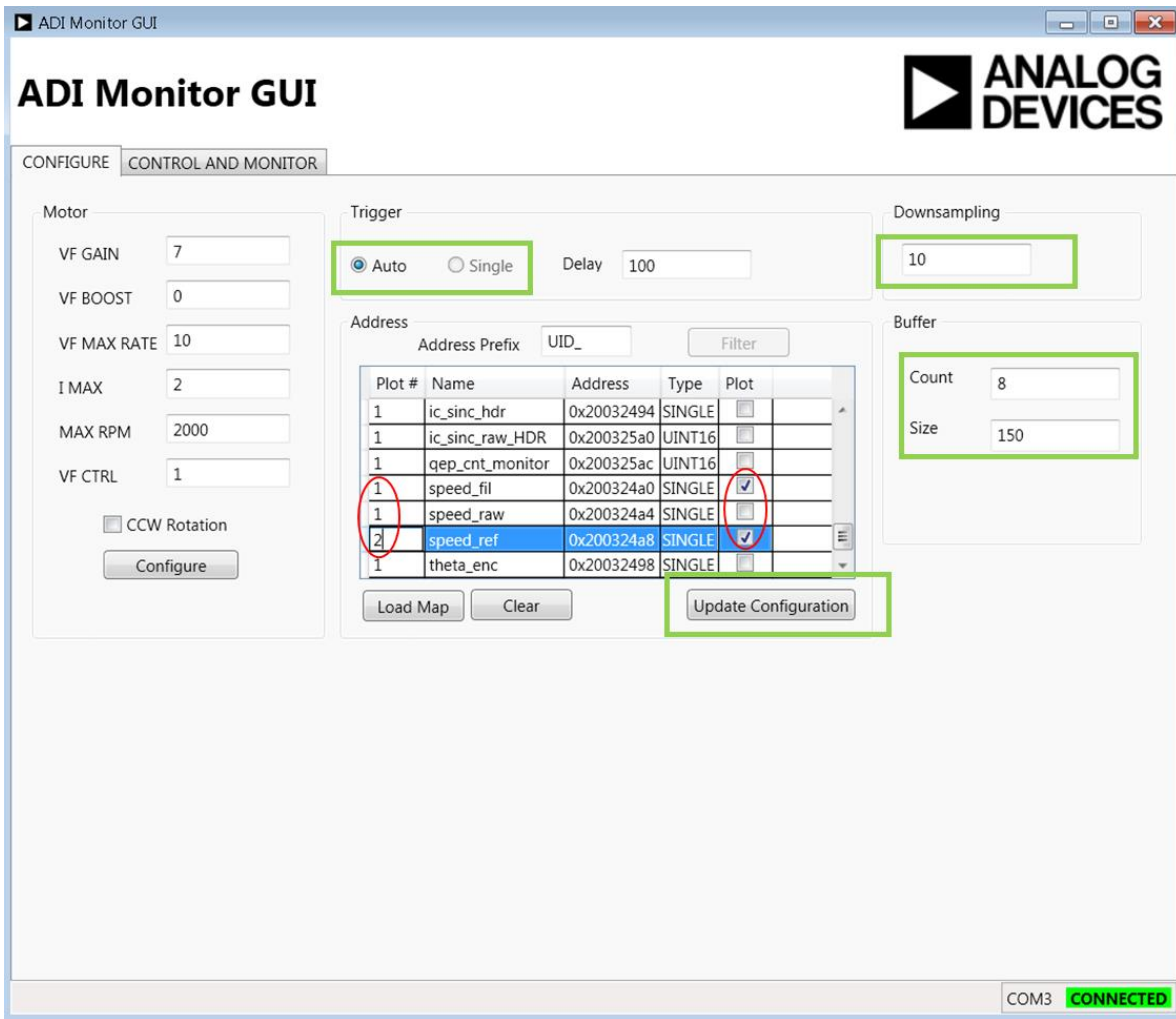 ADI Monitor GUI
ADI Monitor GUI
ANALOG
DEVICES
CONFIGURE CONTROL AND MONITOR
Motor
VF GAIN 7
VF BOOST 0
VF MAX RATE 10
I MAX 2
MAX RPM 2000
VF CTRL 1
CCW Rotation
Configure
Trigger
Auto Single Delay 100
Address
Address Prefix UID_ Filter
Plot # Name Address Type Plot
1 ic_sinc_hdr 0x20032494 SINGLE
1 ic_sinc_raw_HDR 0x200325a0 UINT16
1 qep_cnt_monitor 0x200325ac UINT16
1 speed_fil 0x200324a0 SINGLE
1 speed_raw 0x200324a4 SINGLE
2 speed_ref 0x200324a8 SINGLE
1 theta_enc 0x20032498 SINGLE
Load Map Clear Update Configuration
Downsampling
10
Buffer
Count 8
Size 150
COM3 CONNECTED